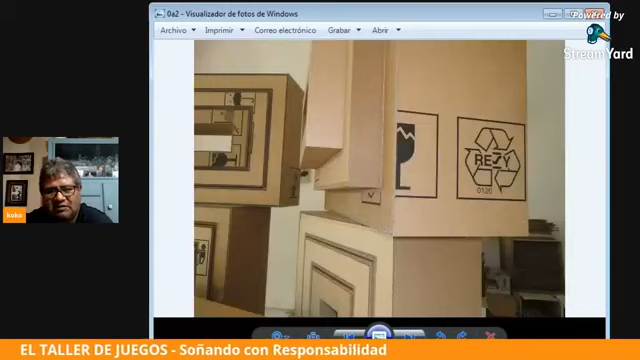 0a2 - Visualizador de fotos de Windows
Powered by
StreamYard
Archivo Imprimir Correo electrónico Grabar Abrir
RESY
0120
koko
EL TALLER DE JUEGOS - Soñando con Responsabilidad